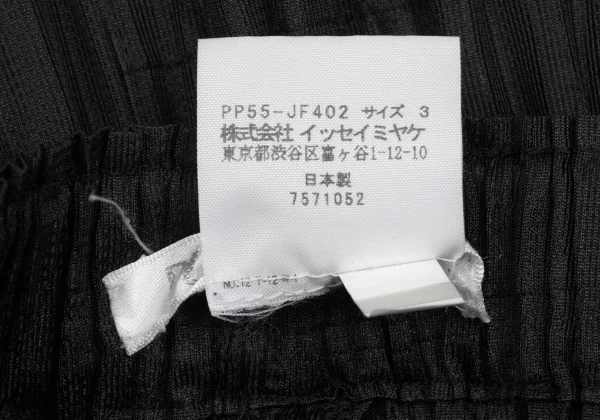 PP55-JF402 サイズ 3
株式会社 イッセイミヤケ
東京都渋谷区富ヶ谷1-12-10
日本製
7571052